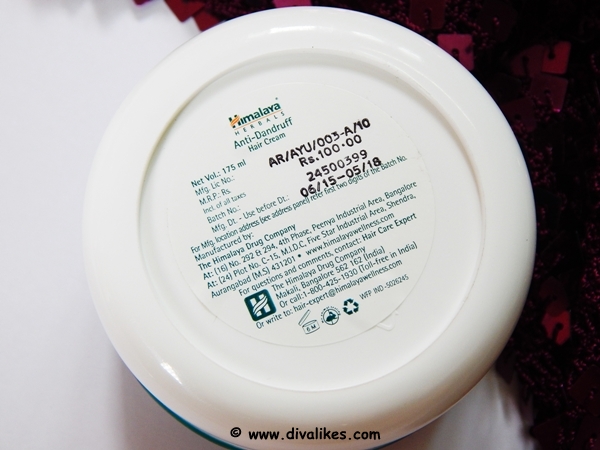 Himalaya
HERBALS
Anti-Dandruff
Hair Cream
Net Vol.: 175 ml
Mfg. Lic No.: AR/AYU/003-A/10
M.R.P.: Rs. Rs.100.00
Incl. of all taxes
Batch No.: 24500399
Mfg. Dt. - Use before Dt.: 06/15-05/18
For Mfg. location address (see address panel) refer first two digits of the Batch No.
Manufactured by:
The Himalaya Drug Company
At: (16) No. 292 & 294, 4th Phase, Peenya Industrial Area, Bangalore
At: (24) Plot No. C-15, M.I.D.C, Five Star Industrial Area, Shendra,
Aurangabad (M.S) 431201 • www.himalayawellness.com
For questions and comments, contact: Hair Care Expert
The Himalaya Drug Company
Makali, Bangalore 562 162 (India)
Or call:1-800-425-1930 (Toll-free in India)
Or write to: hair-expert@himalayawellness.com
6 M
WFP IND-5026245
© www.divalikes.com